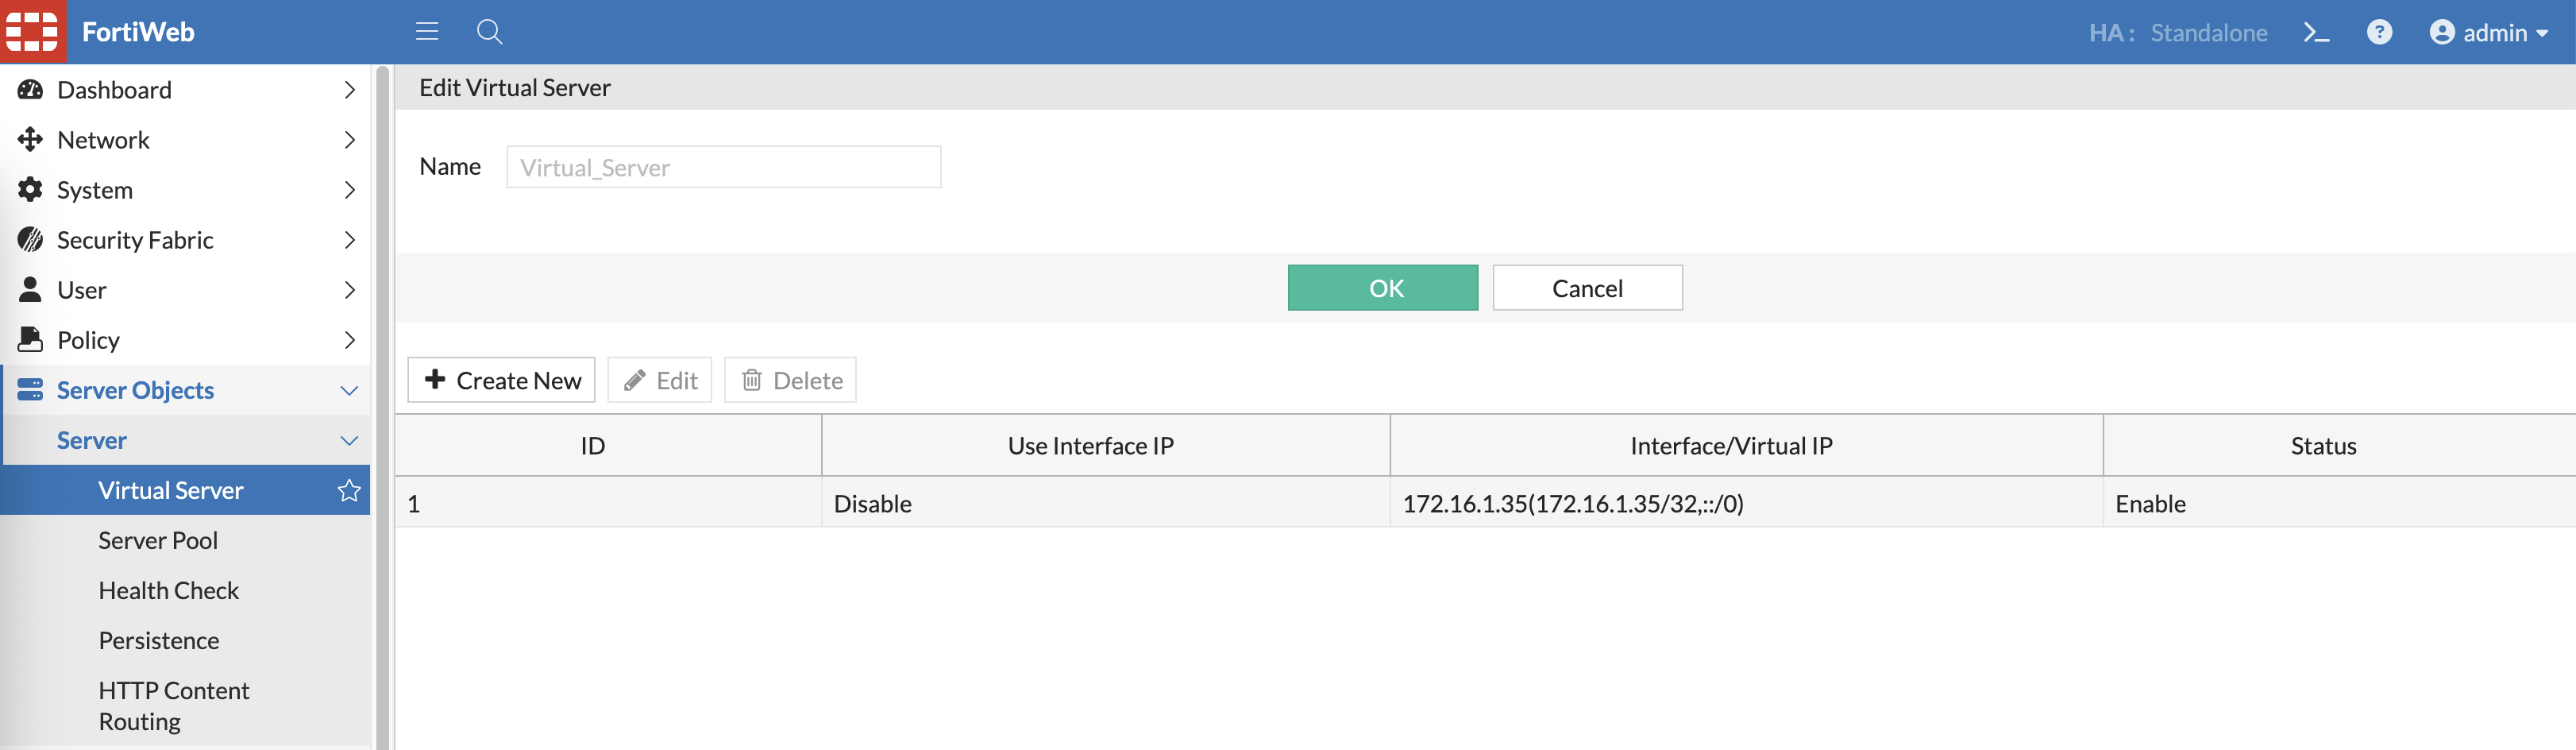 FortiWeb
HA: Standalone
admin
Dashboard
Network
System
Security Fabric
User
Policy
Server Objects
Server
Virtual Server
Server Pool
Health Check
Persistence
HTTP Content
Routing
Edit Virtual Server
Name Virtual_Server
OK Cancel
Create New Edit Delete
ID Use Interface IP Interface/Virtual IP Status
1 Disable 172.16.1.35(172.16.1.35/32,::/0) Enable